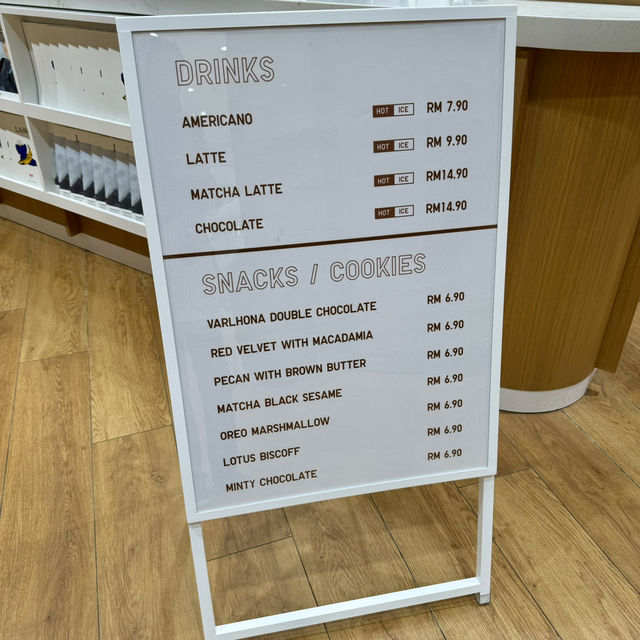 DRINKS
AMERICANO HOT ICE RM 7.90
LATTE HOT ICE RM 9.90
MATCHA LATTE HOT ICE RM14.90
CHOCOLATE HOT ICE RM14.90
SNACKS / COOKIES
VARLHONA DOUBLE CHOCOLATE RM 6.90
RED VELVET WITH MACADAMIA RM 6.90
PECAN WITH BROWN BUTTER RM 6.90
MATCHA BLACK SESAME RM 6.90
OREO MARSHMALLOW RM 6.90
LOTUS BISCOFF RM 6.90
MINTY CHOCOLATE RM 6.90